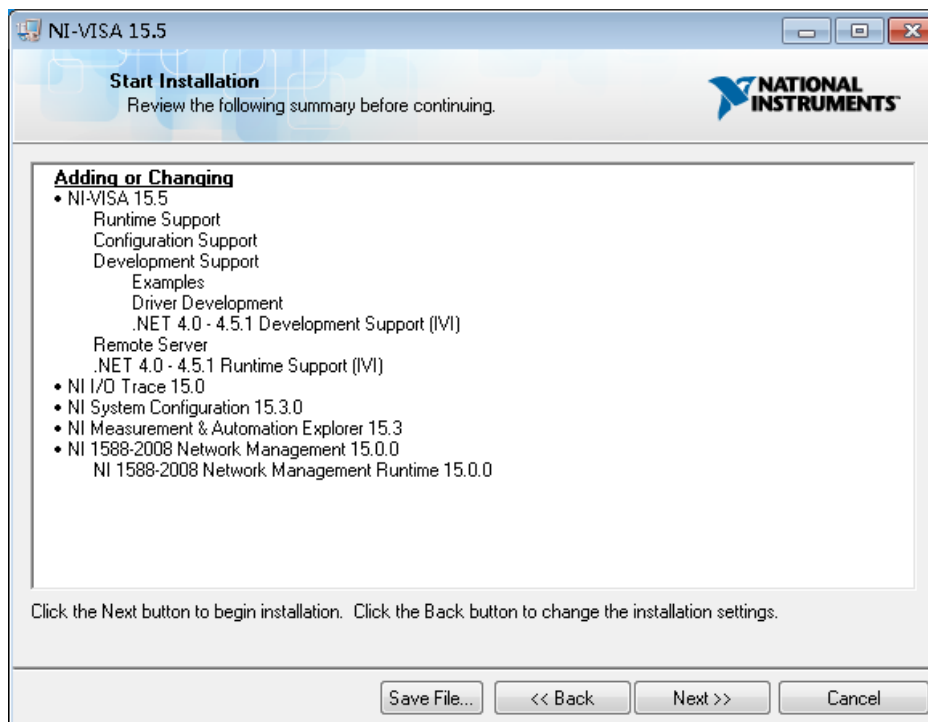 NI-VISA 15.5
Start Installation
Review the following summary before continuing.
NATIONAL
INSTRUMENTS™
Adding or Changing
• NI-VISA 15.5
Runtime Support
Configuration Support
Development Support
Examples
Driver Development
.NET 4.0 - 4.5.1 Development Support (IVI)
Remote Server
.NET 4.0 - 4.5.1 Runtime Support (IVI)
• NI I/O Trace 15.0
• NI System Configuration 15.3.0
• NI Measurement & Automation Explorer 15.3
• NI 1588-2008 Network Management 15.0.0
NI 1588-2008 Network Management Runtime 15.0.0
Click the Next button to begin installation.  Click the Back button to change the installation settings.
Save File... << Back Next >> Cancel